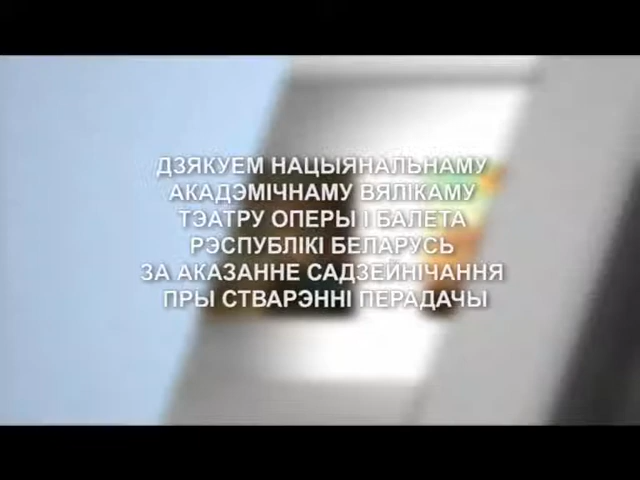 ДЗЯКУЕМ НАЦЫЯНАЛЬНАМУ
АКАДЭМІЧНАМУ ВЯЛІКАМУ
ТЭАТРУ ОПЕРЫ І БАЛЕТА
РЭСПУБЛІКІ БЕЛАРУСЬ
ЗА АКАЗАННЕ САДЗЕЙНІЧАННЯ
ПРЫ СТВАРЭННІ ПЕРАДАЧЫ